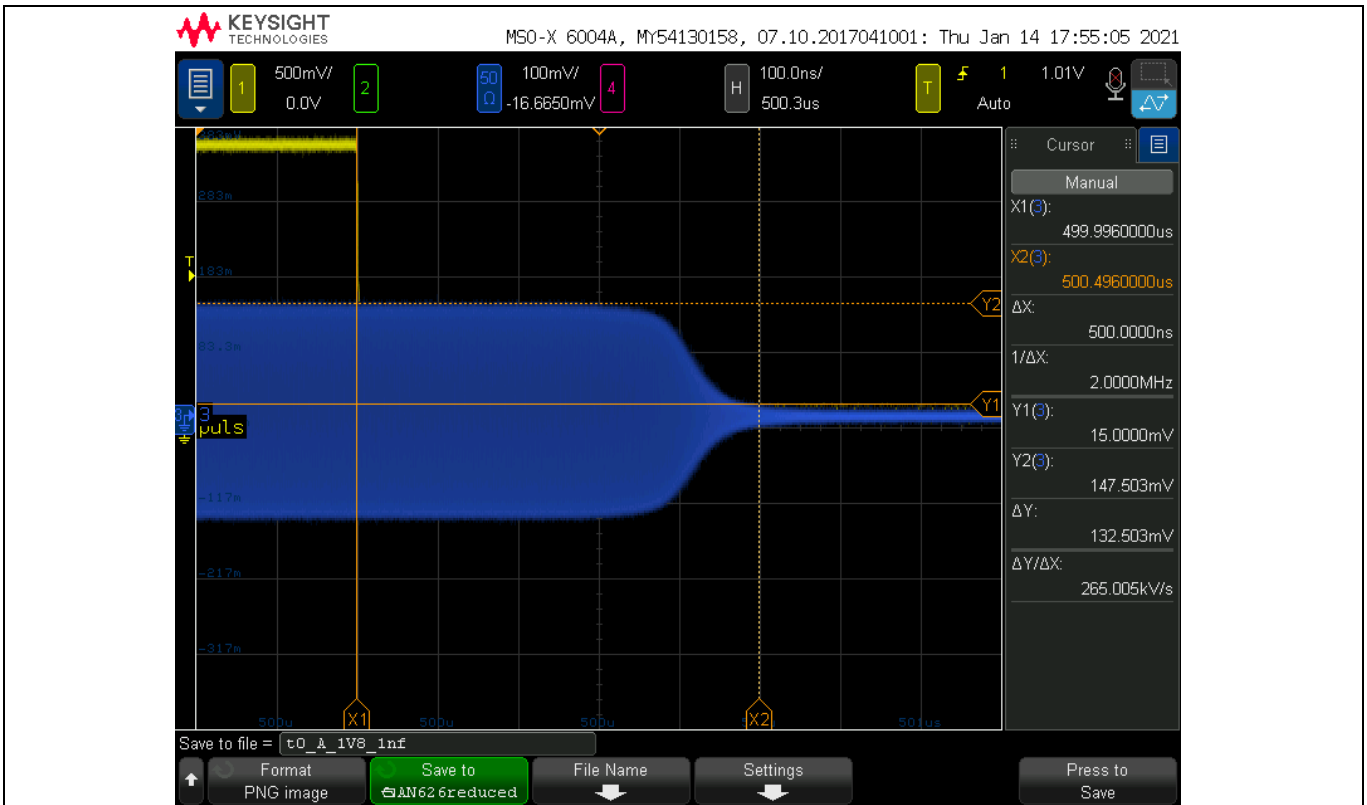 KEYSIGHT
TECHNOLOGIES
MSO-X 6004A, MY54130158, 07.10.2017041001: Thu Jan 14 17:55:05 2021
1 500mV/ 2 50 100mV/ 4 H 100.0ns/ T 1 1.01V
0.0V Ω -16.6650mV 500.3us Auto
Cursor
Manual
283m
X1(3):
499.9960000us
X2(3):
T
183m
500.4960000us
Y2
ΔX:
500.0000ns
83.3m
1/ΔX:
2.0000MHz
Y1
Y1(3):
3 3
puls
15.0000mV
Y2(3):
147.503mV
-117m
ΔY:
132.503mV
ΔY/ΔX:
-217m
265.005kV/s
-317m
500u X1 500u 500u X2 501us
Save to file = t0_A_1V8_1nf
Format Save to File Name Settings Press to
PNG image AN626reduced Save